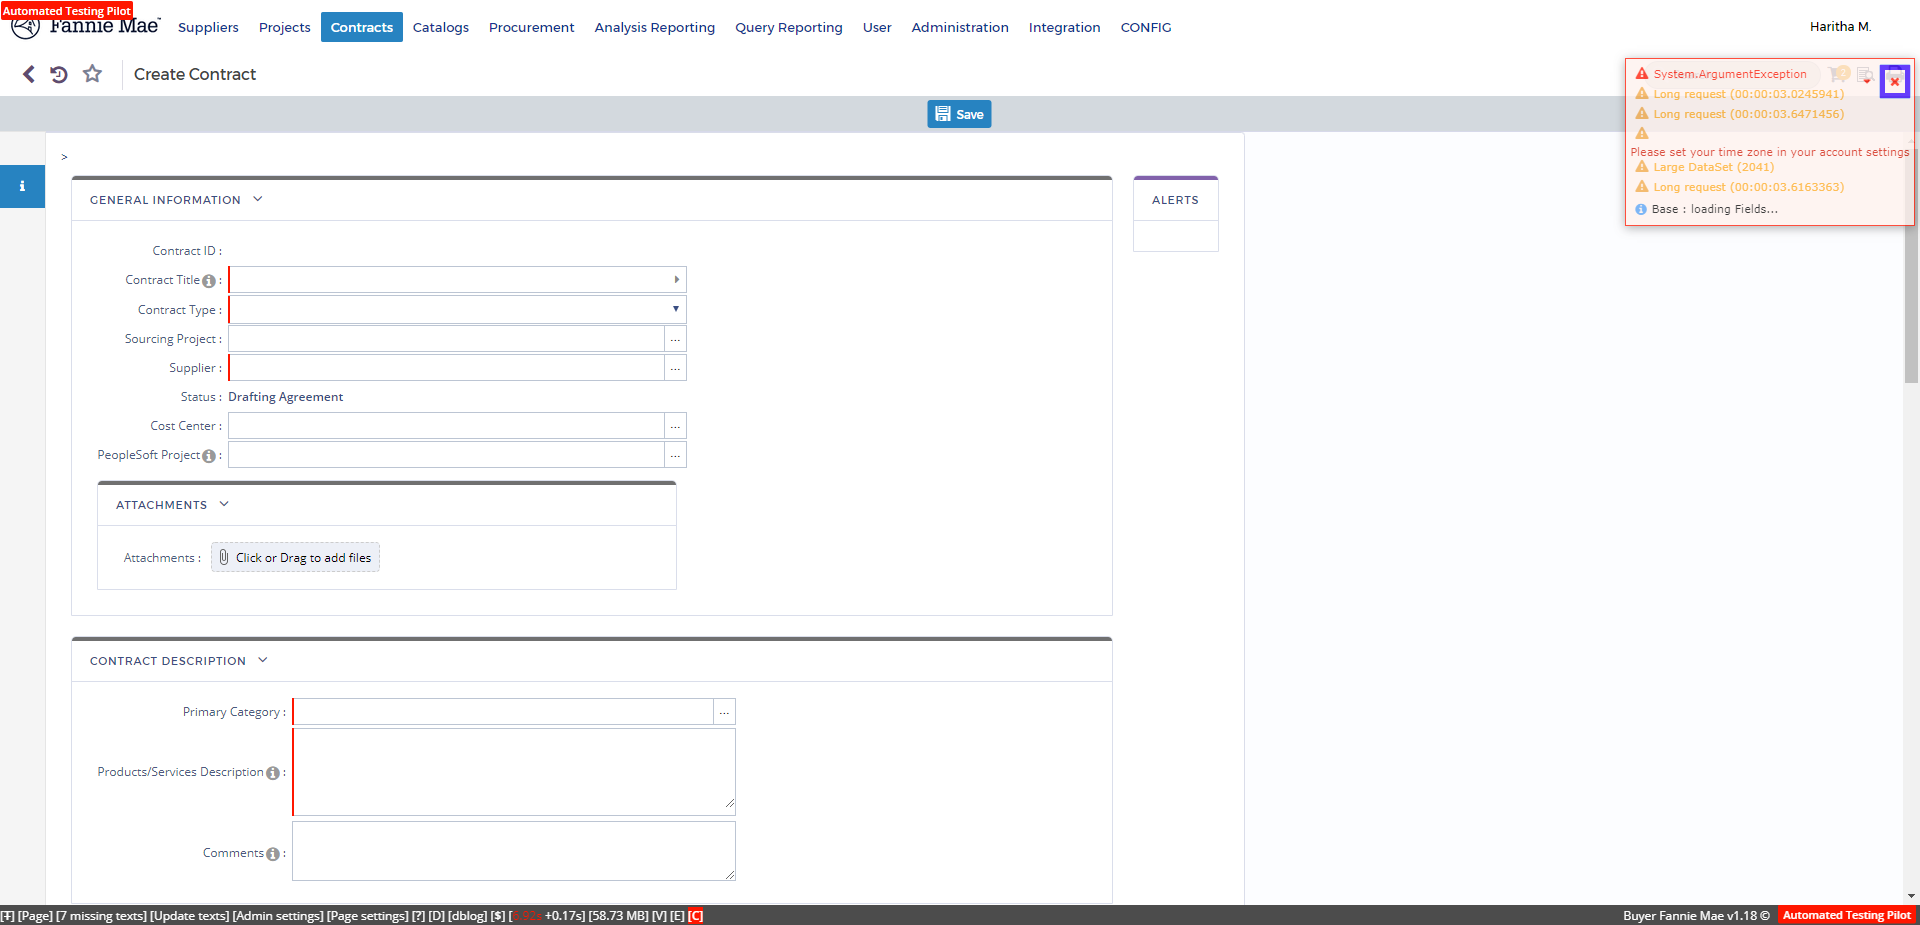 Automated Testing Pilot
Fannie Mae
Suppliers Projects Contracts Catalogs Procurement Analysis Reporting Query Reporting User Administration Integration CONFIG
Haritha M.
Create Contract
System.ArgumentException
Long request (00:00:03.0245941)
Long request (00:00:03.6471456)
Please set your time zone in your account settings
Large DataSet (2041)
Long request (00:00:03.6163363)
Base : loading Fields...
Save
>
GENERAL INFORMATION
ALERTS
Contract ID :
Contract Title :
Contract Type :
Sourcing Project : ...
Supplier : ...
Status : Drafting Agreement
Cost Center : ...
PeopleSoft Project : ...
ATTACHMENTS
Attachments : Click or Drag to add files
CONTRACT DESCRIPTION
Primary Category : ...
Products/Services Description :
Comments :
[T] [Page] [7 missing texts] [Update texts] [Admin settings] [Page settings] [?] [D] [dblog] [$] [ +0.17s] [58.73 MB] [V] [E] [C]
Buyer Fannie Mae v1.18 © Automated Testing Pilot